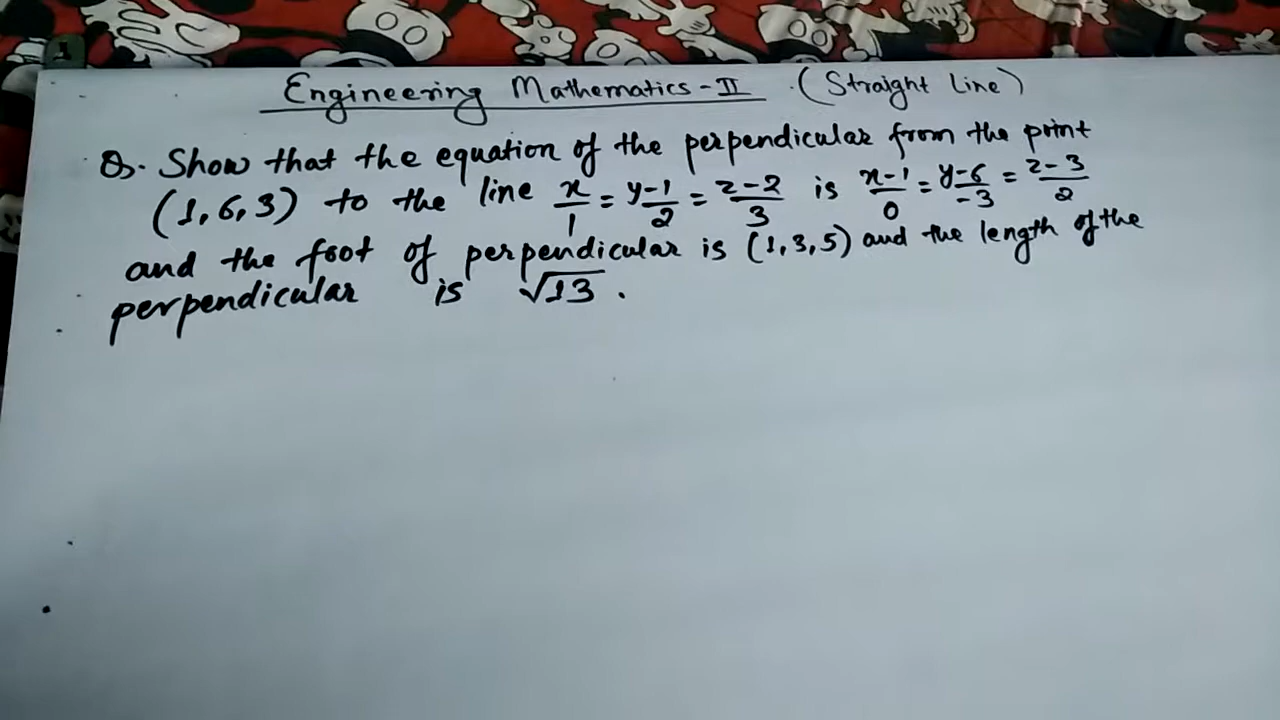 Engineering Mathematics-II (Straight Line)
Q. Show that the equation of the perpendicular from the point
(1,6,3) to the line x/1 = y-1/2 = z-2/3 is x-1/0 = y-6/-3 = z-3/2
and the foot of perpendicular is (1,3,5) and the length of the
perpendicular is √13.